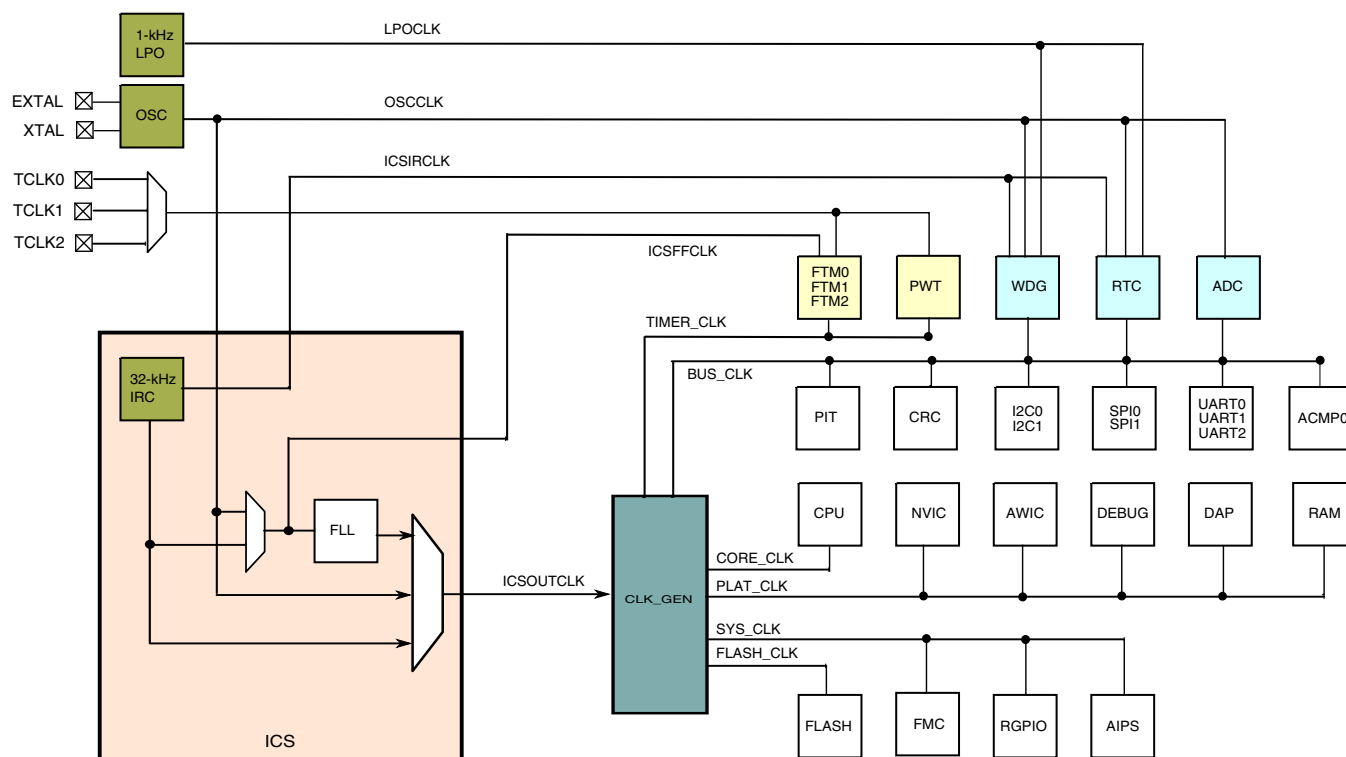 1-kHz
LPO
LPOCLK
EXTAL
XTAL
OSC
OSCCLK
TCLK0
TCLK1
TCLK2
ICSIRCLK
ICSFFCLK
FTM0
FTM1
FTM2
PWT
WDG
RTC
ADC
TIMER_CLK
BUS_CLK
32-kHz
IRC
PIT
CRC
I2C0
I2C1
SPI0
SPI1
UART0
UART1
UART2
ACMP0
FLL
CPU
NVIC
AWIC
DEBUG
DAP
RAM
ICSOUTCLK
CLK_GEN
CORE_CLK
PLAT_CLK
SYS_CLK
FLASH_CLK
FLASH
FMC
RGPIO
AIPS
ICS